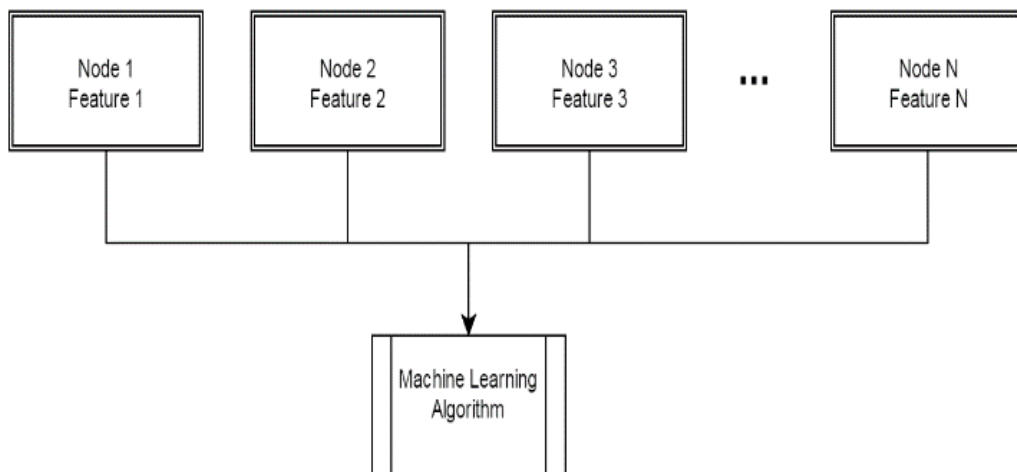 Node 1
Feature 1
Node 2
Feature 2
Node 3
Feature 3
...
Node N
Feature N
Machine Learning
Algorithm